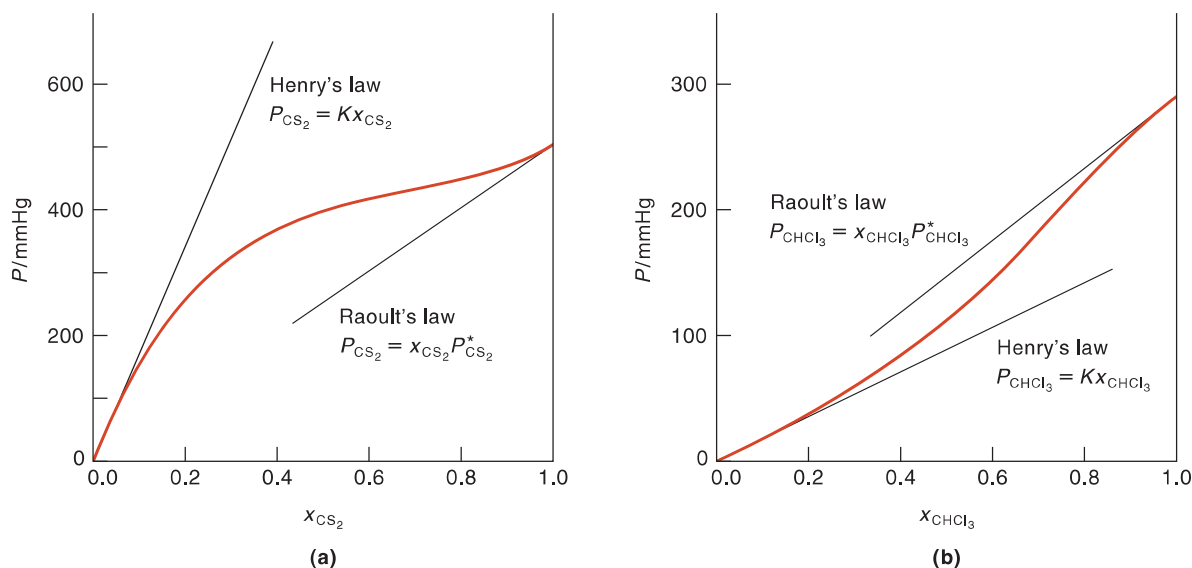 600
400
200
0
P/mmHg
Henry's law
P_CS₂ = Kx_CS₂
Raoult's law
P_CS₂ = x_CS₂ P*_CS₂
0.0 0.2 0.4 0.6 0.8 1.0
x_CS₂
(a)
300
200
100
0
P/mmHg
Raoult's law
P_CHCl₃ = x_CHCl₃ P*_CHCl₃
Henry's law
P_CHCl₃ = Kx_CHCl₃
0.0 0.2 0.4 0.6 0.8 1.0
x_CHCl₃
(b)